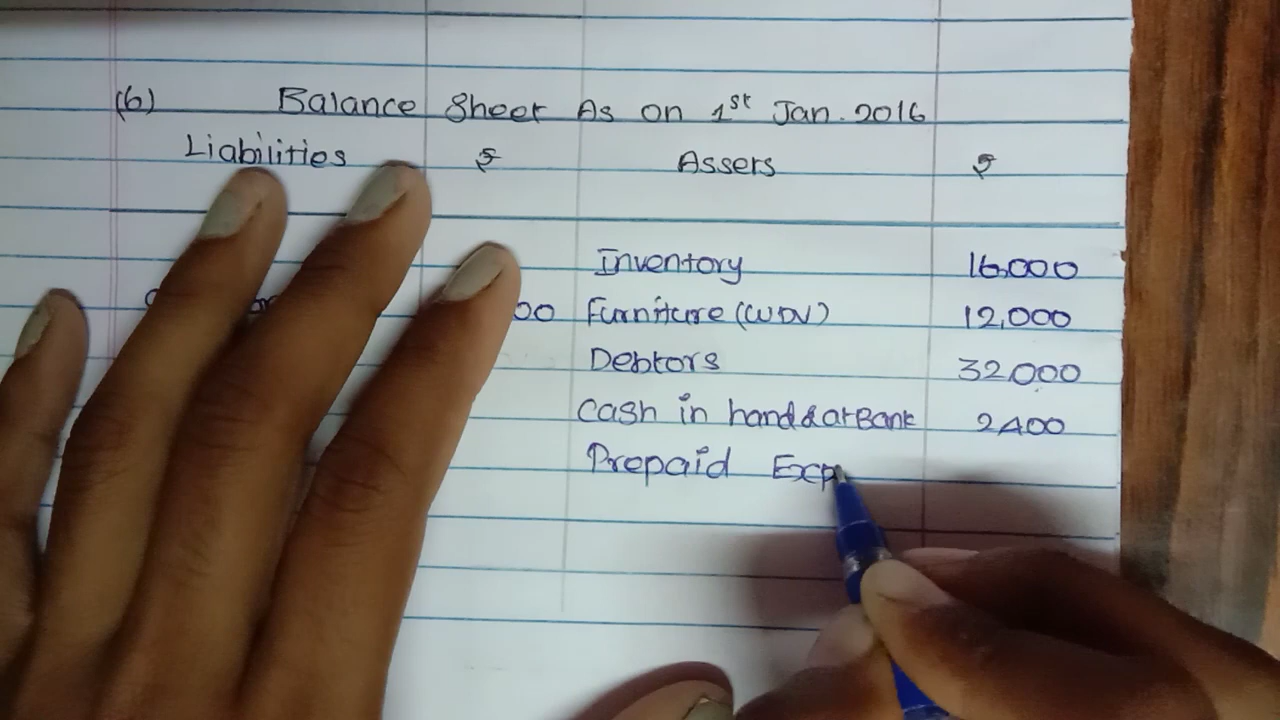 (6) Balance Sheet As on 1st Jan. 2016
Liabilities ₹ Assets ₹
Inventory 16,000
00 Furniture (WDV) 12,000
Debtors 32,000
Cash in hand & at Bank 2400
Prepaid Exp